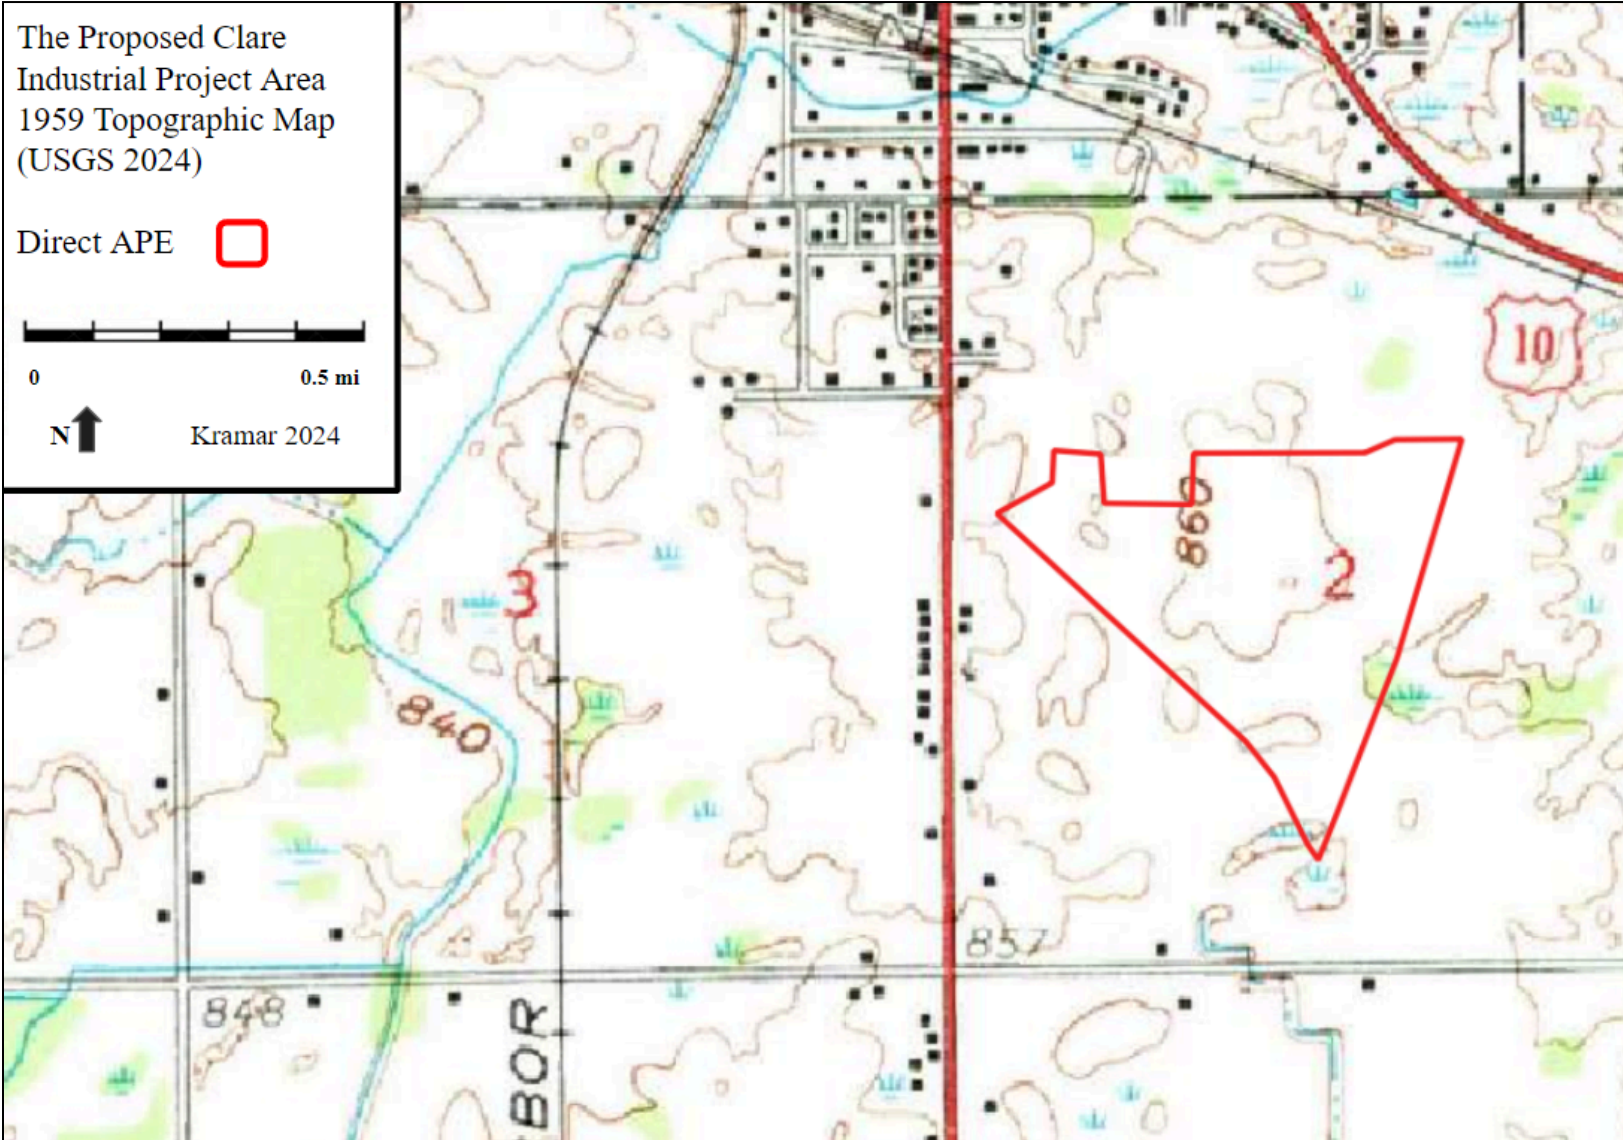 The Proposed Clare
Industrial Project Area
1959 Topographic Map
(USGS 2024)
Direct APE
0
0.5 mi
N
Kramar 2024
10
860
2
3
840
857
848
BOR